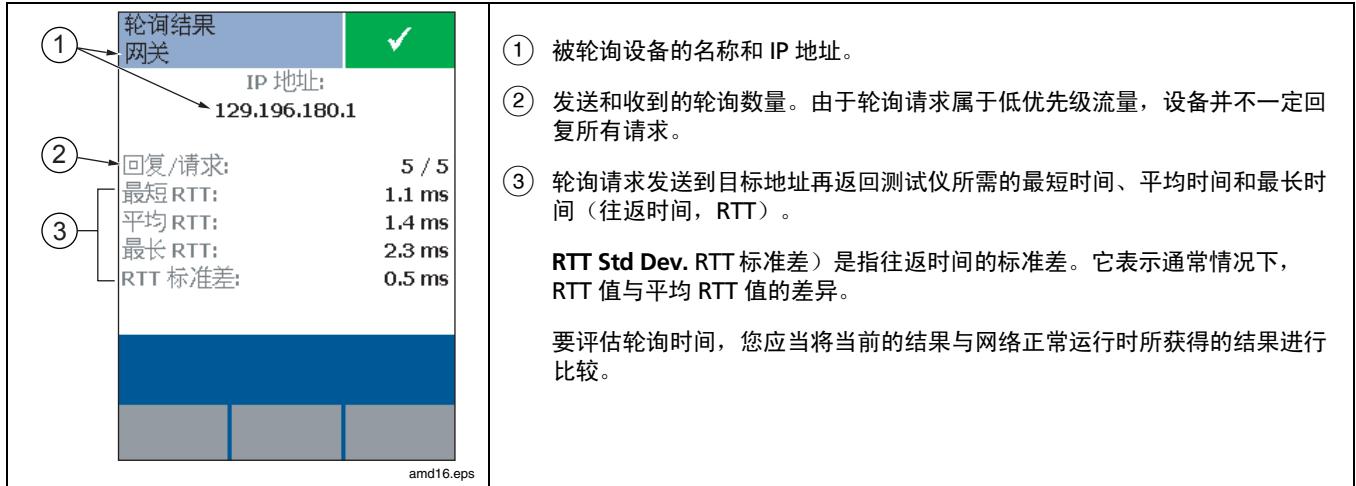 轮询结果
网关
✓
IP 地址:
129.196.180.1
回复/请求: 5 / 5
最短 RTT: 1.1 ms
平均 RTT: 1.4 ms
最长 RTT: 2.3 ms
RTT 标准差: 0.5 ms
1
2
3
amd16.eps
① 被轮询设备的名称和 IP 地址。
② 发送和收到的轮询数量。由于轮询请求属于低优先级流量，设备并不一定回
复所有请求。
③ 轮询请求发送到目标地址再返回测试仪所需的最短时间、平均时间和最长时
间（往返时间，RTT）。
RTT Std Dev. RTT 标准差）是指往返时间的标准差。它表示通常情况下，
RTT 值与平均 RTT 值的差异。
要评估轮询时间，您应当将当前的结果与网络正常运行时所获得的结果进行
比较。